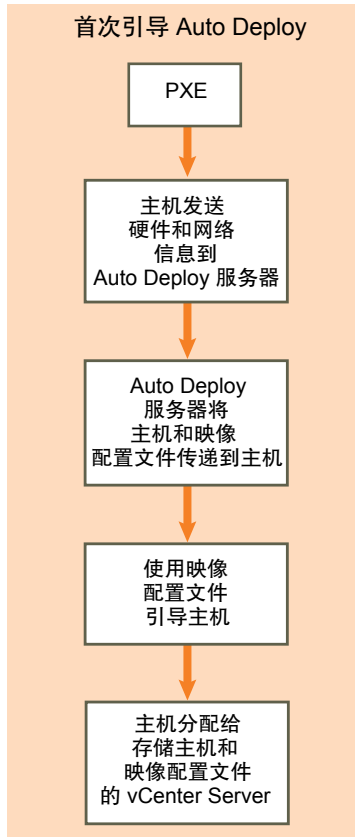 首次引导 Auto Deploy
PXE
主机发送
硬件和网络
信息到
Auto Deploy 服务器
Auto Deploy
服务器将
主机和映像
配置文件传递到主机
使用映像
配置文件
引导主机
主机分配给
存储主机和
映像配置文件
的 vCenter Server